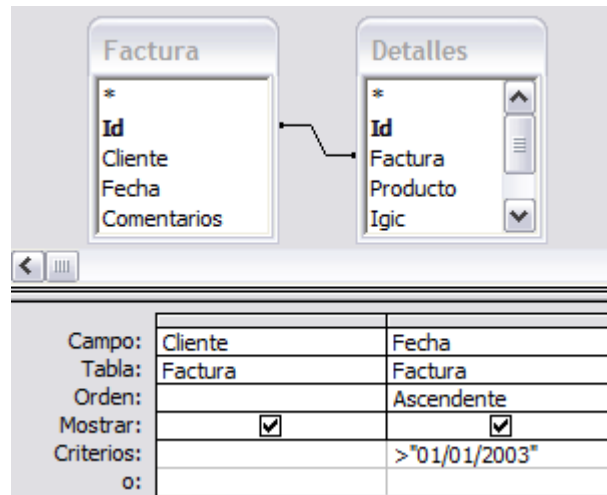 Factura
*
Id
Cliente
Fecha
Comentarios
Detalles
*
Id
Factura
Producto
Igic
Campo: Cliente Fecha
Tabla: Factura Factura
Orden: Ascendente
Mostrar:
Criterios: >"01/01/2003"
o: